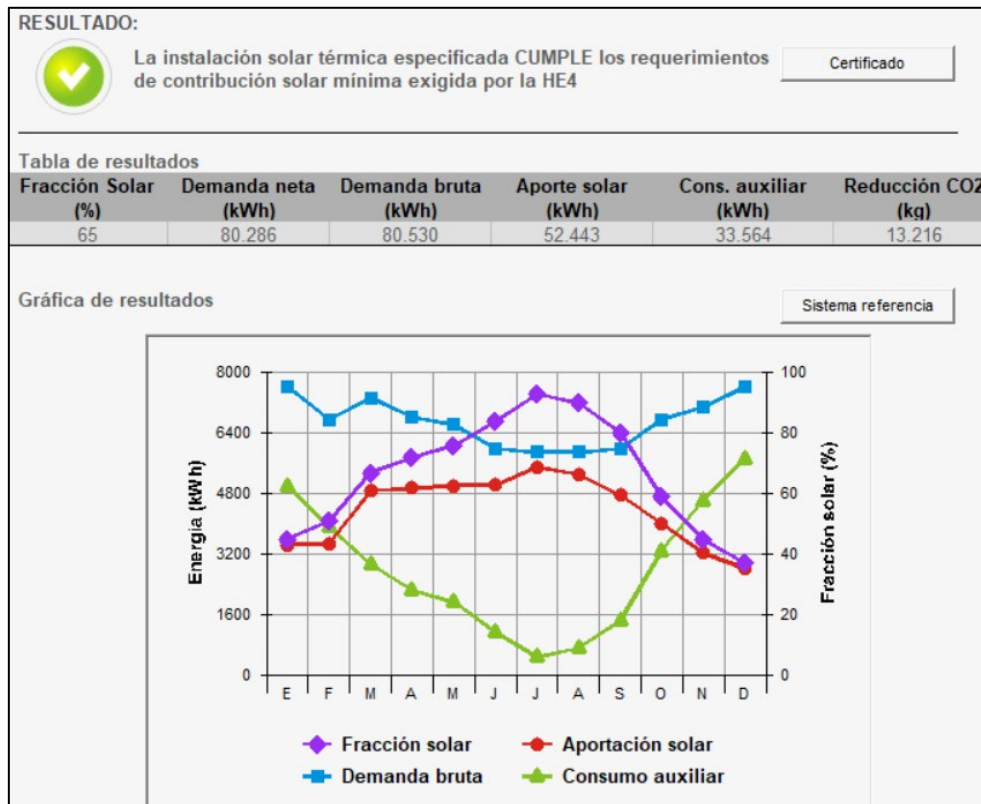 RESULTADO:
La instalación solar térmica especificada CUMPLE los requerimientos
de contribución solar mínima exigida por la HE4
Certificado
Tabla de resultados
Fracción Solar Demanda neta Demanda bruta Aporte solar Cons. auxiliar Reducción CO2
(%) (kWh) (kWh) (kWh) (kWh) (kg)
65 80.286 80.530 52.443 33.564 13.216
Gráfica de resultados
Sistema referencia
8000 100
6400 80
4800 60
3200 40
1600 20
0 0
Energía (kWh)
Fracción solar (%)
E F M A M J J A S O N D
Fracción solar Aportación solar
Demanda bruta Consumo auxiliar